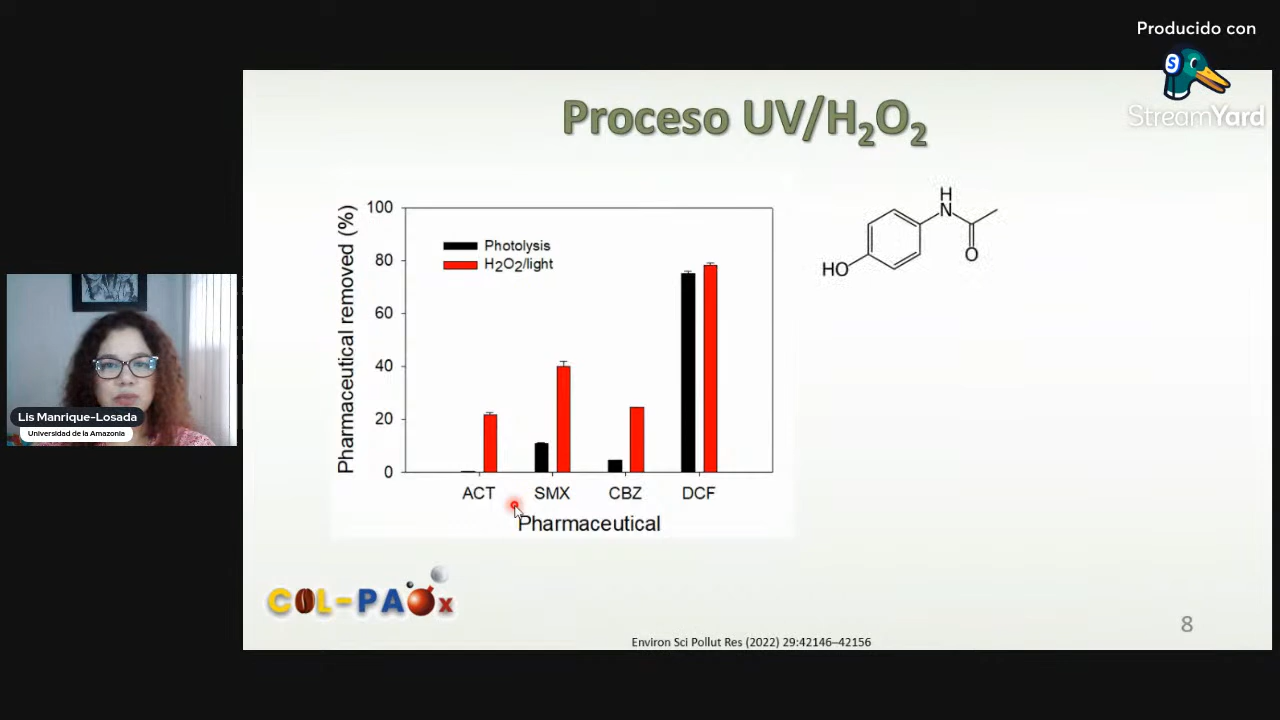 Producido con
StreamYard
Proceso UV/H₂O₂
Pharmaceutical removed (%)
100
80
60
40
20
0
Photolysis
H₂O₂/light
ACT
SMX
CBZ
DCF
Pharmaceutical
H
N
O
HO
Lis Manrique-Losada
Universidad de la Amazonia
COL-PAOx
8
Environ Sci Pollut Res (2022) 29:42146–42156